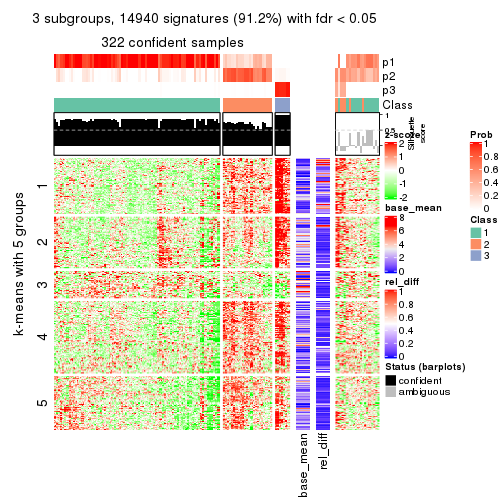 3 subgroups, 14940 signatures (91.2%) with fdr < 0.05
322 confident samples
p1
p2
p3
Class
1
0.5
0
Silhouette
score
k-means with 5 groups
1
2
3
4
5
base_mean
rel_diff
z-score
2
1
0
-1
-2
base_mean
8
6
4
2
0
rel_diff
1
0.8
0.6
0.4
0.2
0
Status (barplots)
confident
ambiguous
Prob
1
0.8
0.6
0.4
0.2
0
Class
1
2
3